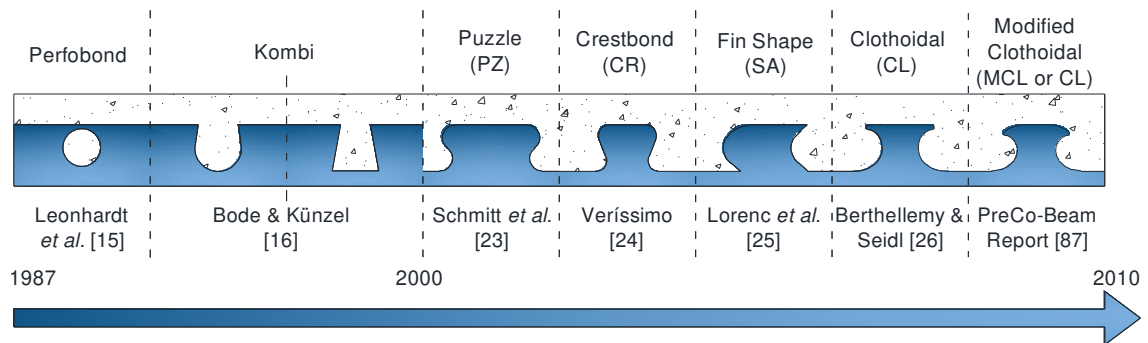 Perfobond
Kombi
Puzzle
(PZ)
Crestbond
(CR)
Fin Shape
(SA)
Clothoidal
(CL)
Modified
Clothoidal
(MCL or CL)
Leonhardt
et al. [15]
Bode & Künzel
[16]
Schmitt et al.
[23]
Veríssimo
[24]
Lorenc et al.
[25]
Berthellemy &
Seidl [26]
PreCo-Beam
Report [87]
1987
2000
2010